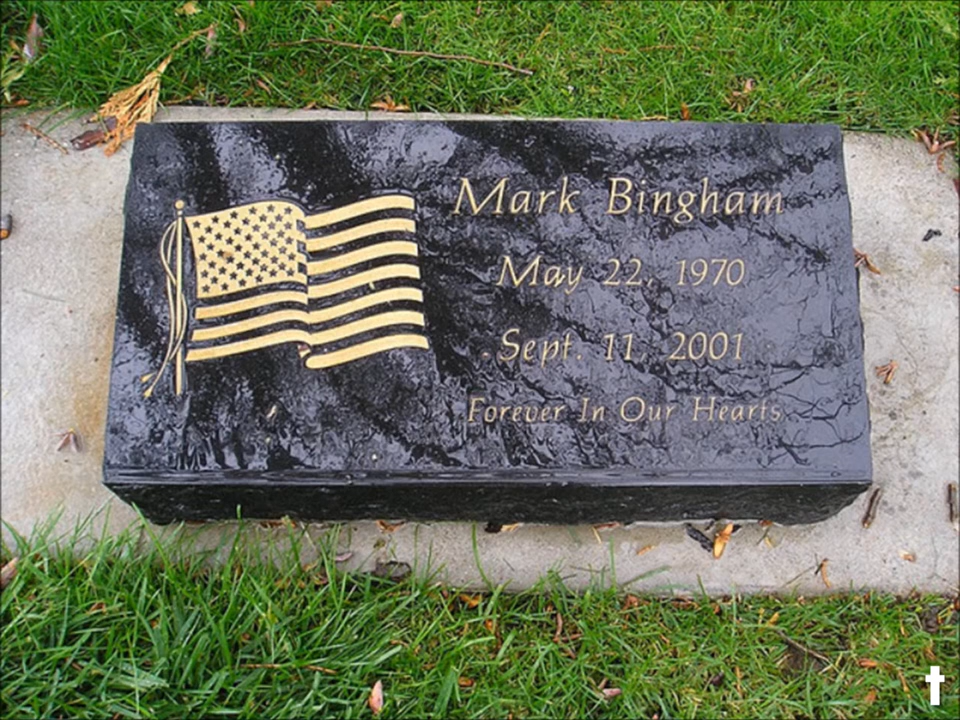 Mark Bingham
May 22, 1970
Sept. 11, 2001
Forever In Our Hearts